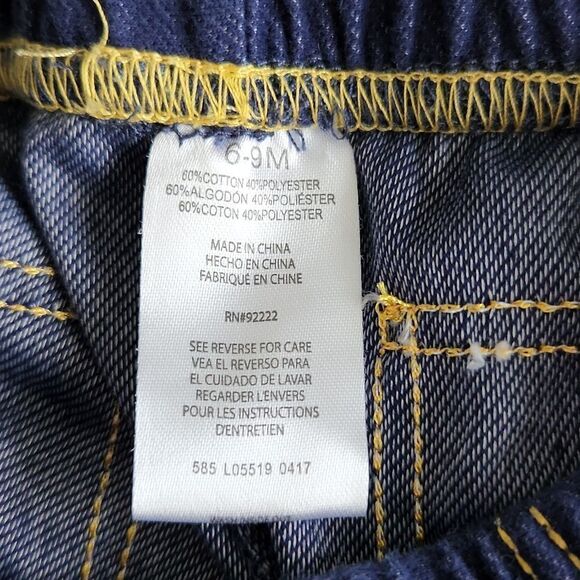 6-9M
60%COTTON 40%POLYESTER
60%ALGODÓN 40%POLIÉSTER
60%COTON 40%POLYESTER
MADE IN CHINA
HECHO EN CHINA
FABRIQUÉ EN CHINE
RN#92222
SEE REVERSE FOR CARE
VEA EL REVERSO PARA
EL CUIDADO DE LAVAR
REGARDER L'ENVERS
POUR LES INSTRUCTIONS
D'ENTRETIEN
585 L05519 0417